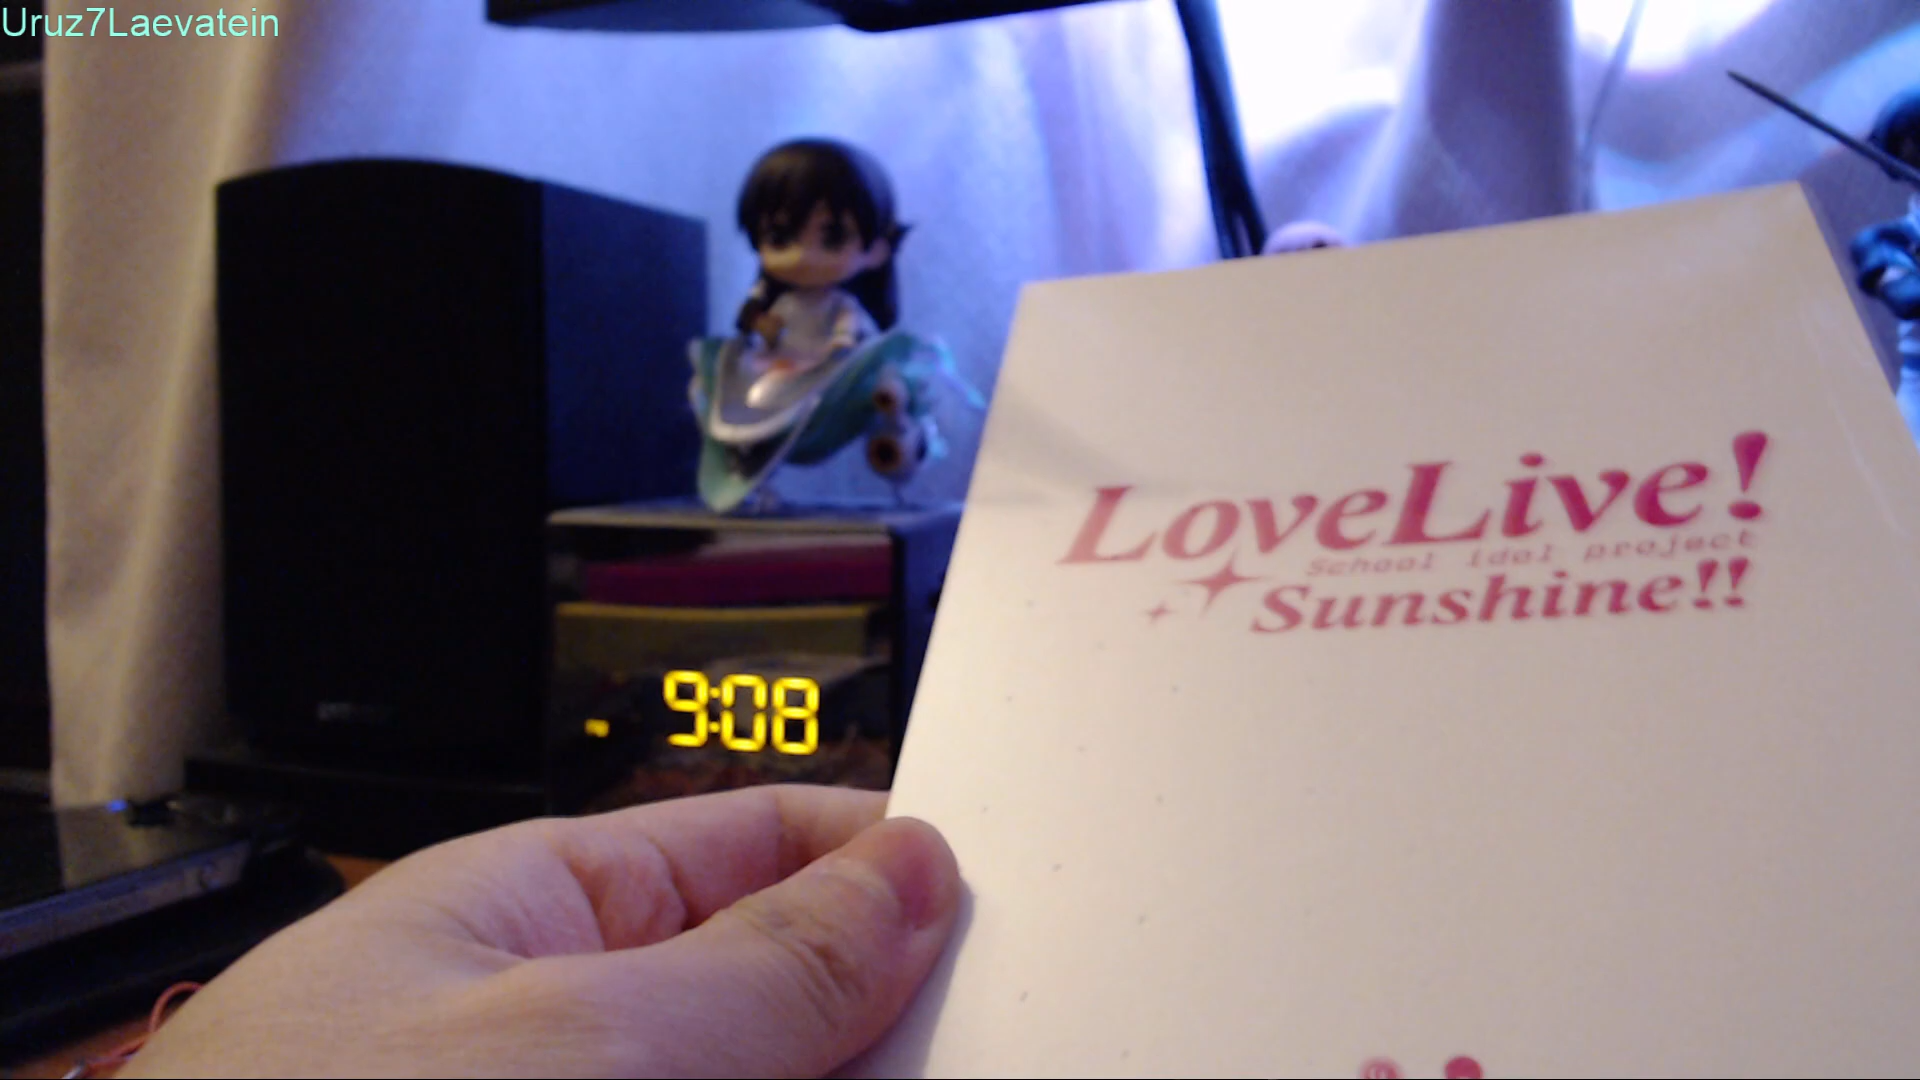 Uruz7Laevatein
LoveLive!
School idol project
Sunshine!!
9:08